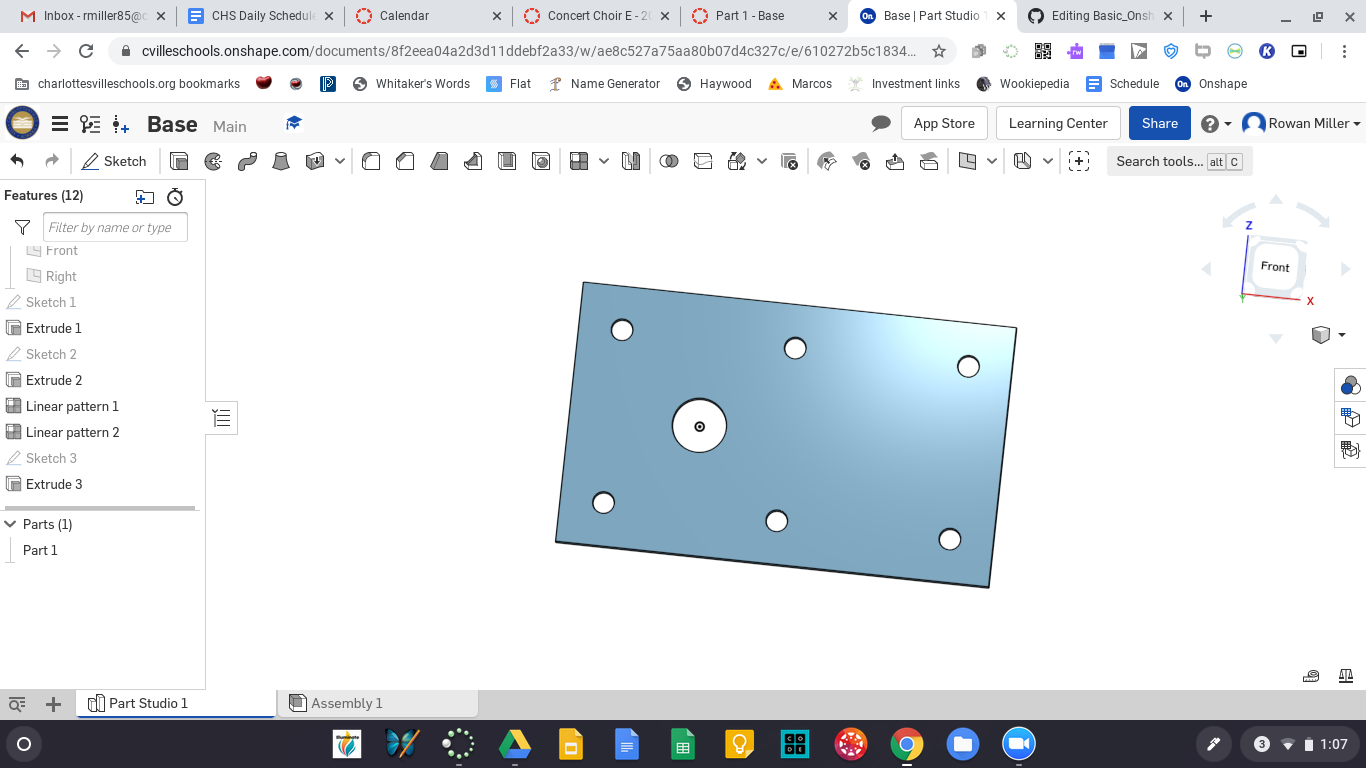 Inbox - rmiller85@c
CHS Daily Schedule
Calendar
Concert Choir E - 20
Part 1 - Base
Base | Part Studio 1
Editing Basic_Onsh
cvilleschools.onshape.com/documents/8f2eea04a2d3d11ddebf2a33/w/ae8c527a75aa80b07d4c327c/e/610272b5c1834...
charlottesvilleschools.org bookmarks
Whitaker's Words
Flat
Name Generator
Haywood
Marcos
Investment links
Wookiepedia
Schedule
On Onshape
Base Main
App Store
Learning Center
Share
Rowan Miller
Sketch
Search tools... alt C
Features (12)
Filter by name or type
Front
Right
Sketch 1
Extrude 1
Sketch 2
Extrude 2
Linear pattern 1
Linear pattern 2
Sketch 3
Extrude 3
Parts (1)
Part 1
Z
Front
X
Part Studio 1
Assembly 1
CODE
3
1:07